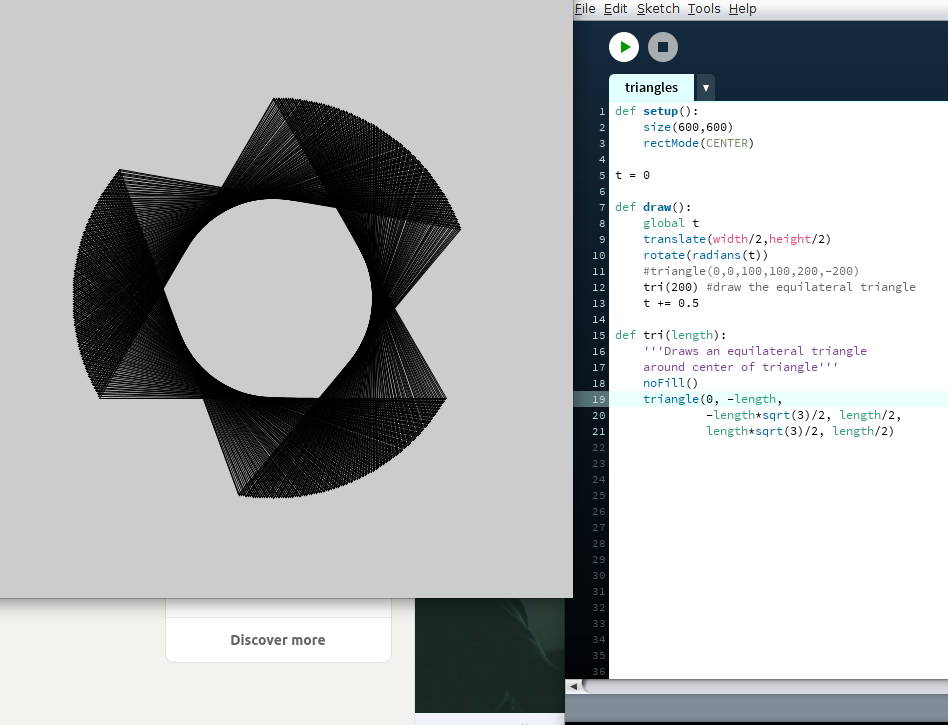 File Edit Sketch Tools Help
triangles
1 def setup():
2     size(600,600)
3     rectMode(CENTER)
4
5 t = 0
6
7 def draw():
8     global t
9     translate(width/2,height/2)
10     rotate(radians(t))
11     #triangle(0,0,100,100,200,-200)
12     tri(200) #draw the equilateral triangle
13     t += 0.5
14
15 def tri(length):
16     '''Draws an equilateral triangle
17     around center of triangle'''
18     noFill()
19     triangle(0, -length,
20              -length*sqrt(3)/2, length/2,
21              length*sqrt(3)/2, length/2)
22
23
24
25
26
27
28
29
30
31
32
33
34
35
36
Discover more